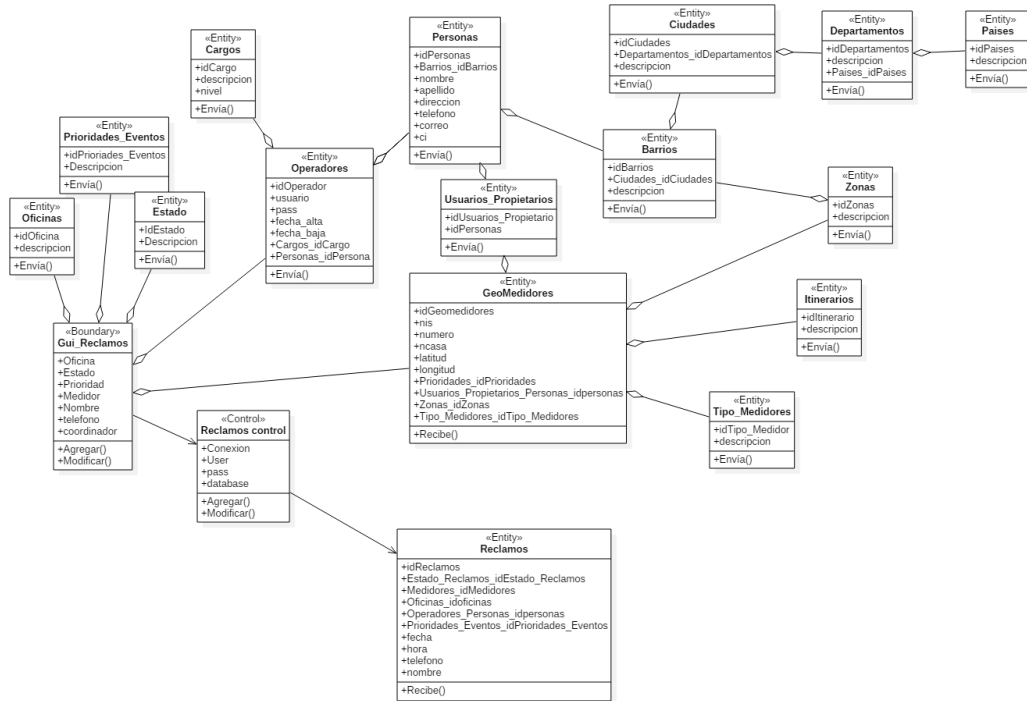 «Entity»
Ciudades
+idCiudades
+Departamentos_idDepartamentos
+descripcion
+Envía()
«Entity»
Departamentos
+idDepartamentos
+descripcion
+Paises_idPaises
+Envía()
«Entity»
Paises
+idPaises
+descripcion
+Envía()
«Entity»
Personas
+idPersonas
+Barrios_idBarrios
+nombre
+apellido
+direccion
+telefono
+correo
+ci
+Envía()
«Entity»
Cargos
+idCargo
+descripcion
+nivel
+Envía()
«Entity»
Prioridades_Eventos
+idPrioriades_Eventos
+Descripcion
+Envía()
«Entity»
Operadores
+idOperador
+usuario
+pass
+fecha_alta
+fecha_baja
+Cargos_idCargo
+Personas_idPersona
+Envía()
«Entity»
Barrios
+idBarrios
+Ciudades_idCiudades
+descripcion
+Envía()
«Entity»
Zonas
+idZonas
+descripcion
+Envía()
«Entity»
Usuarios_Propietarios
+idUsuarios_Propietario
+idPersonas
+Envía()
«Entity»
Oficinas
+idOficina
+descripcion
+Envía()
«Entity»
Estado
+IdEstado
+Descripcion
+Envía()
«Entity»
GeoMedidores
+idGeomedidores
+nis
+numero
+ncasa
+latitud
+longitud
+Prioridades_idPrioridades
+Usuarios_Propietarios_Personas_idpersonas
+Zonas_idZonas
+Tipo_Medidores_idTipo_Medidores
+Recibe()
«Entity»
Itinerarios
+idItinerario
+descripcion
+Envía()
«Boundary»
Gui_Reclamos
+Oficina
+Estado
+Prioridad
+Medidor
+Nombre
+telefono
+coordinador
+Agregar()
+Modificar()
«Entity»
Tipo_Medidores
+idTipo_Medidor
+descripcion
+Envía()
«Control»
Reclamos control
+Conexion
+User
+pass
+database
+Agregar()
+Modificar()
«Entity»
Reclamos
+idReclamos
+Estado_Reclamos_idEstado_Reclamos
+Medidores_idMedidores
+Oficinas_idoficinas
+Operadores_Personas_idpersonas
+Prioridades_Eventos_idPrioridades_Eventos
+fecha
+hora
+telefono
+nombre
+Recibe()